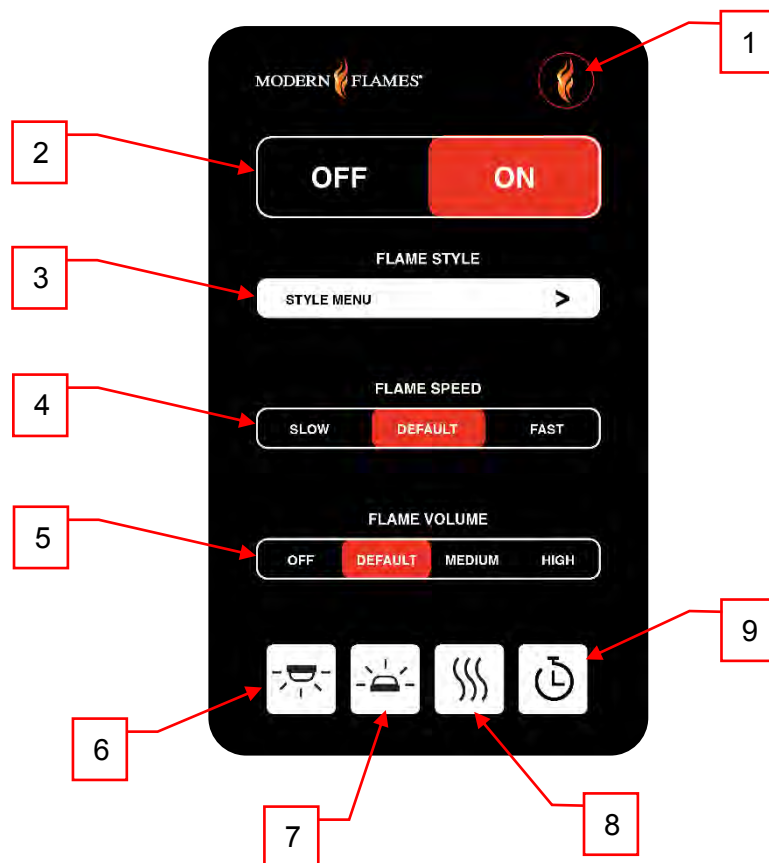 1
MODERN FLAMES®
2
OFF ON
FLAME STYLE
3
STYLE MENU >
FLAME SPEED
4
SLOW DEFAULT FAST
FLAME VOLUME
5
OFF DEFAULT MEDIUM HIGH
9
6
7
8